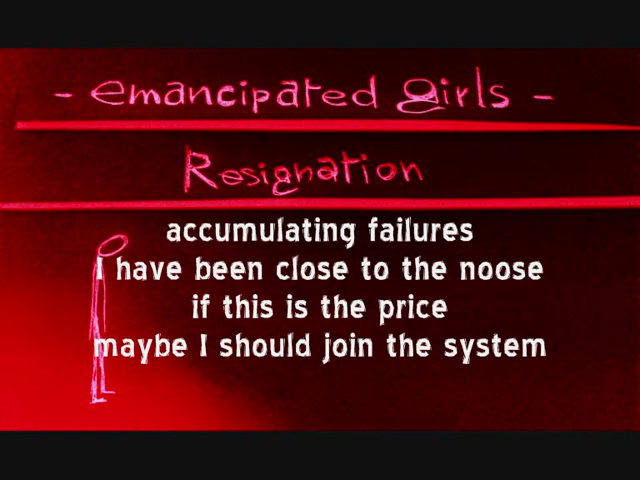 - emancipated girls -
Resignation
accumulating failures
I have been close to the noose
if this is the price
maybe I should join the system